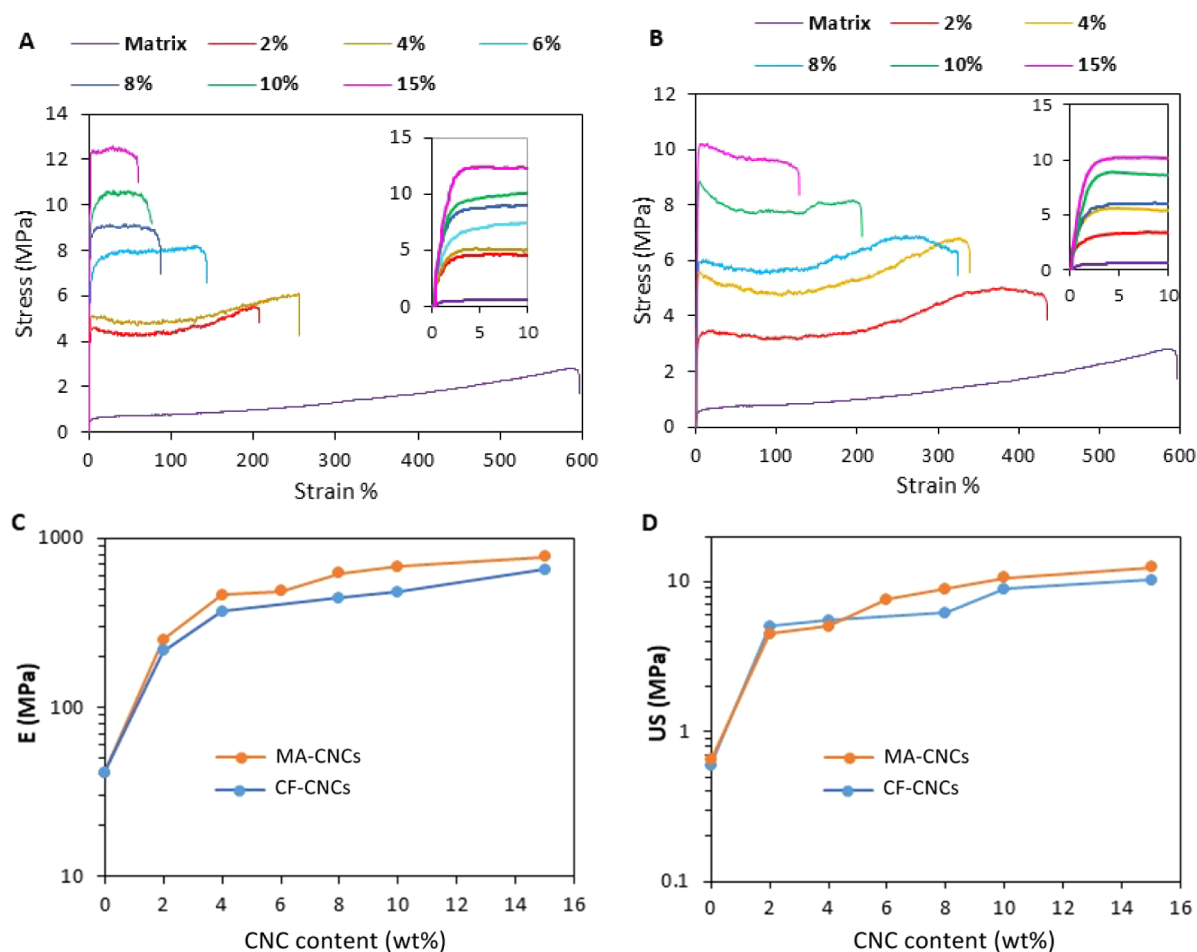 A
Matrix 2% 4% 6%
8% 10% 15%
14
12
10
8
6
4
2
0
Stress (MPa)
0 100 200 300 400 500 600
Strain %
15
10
5
0
0 5 10
B
Matrix 2% 4%
8% 10% 15%
12
10
8
6
4
2
0
Stress (MPa)
0 100 200 300 400 500 600
Strain %
15
10
5
0
0 5 10
C
1000
100
10
E (MPa)
MA-CNCs
CF-CNCs
0 2 4 6 8 10 12 14 16
CNC content (wt%)
D
10
1
0.1
US (MPa)
MA-CNCs
CF-CNCs
0 2 4 6 8 10 12 14 16
CNC content (wt%)